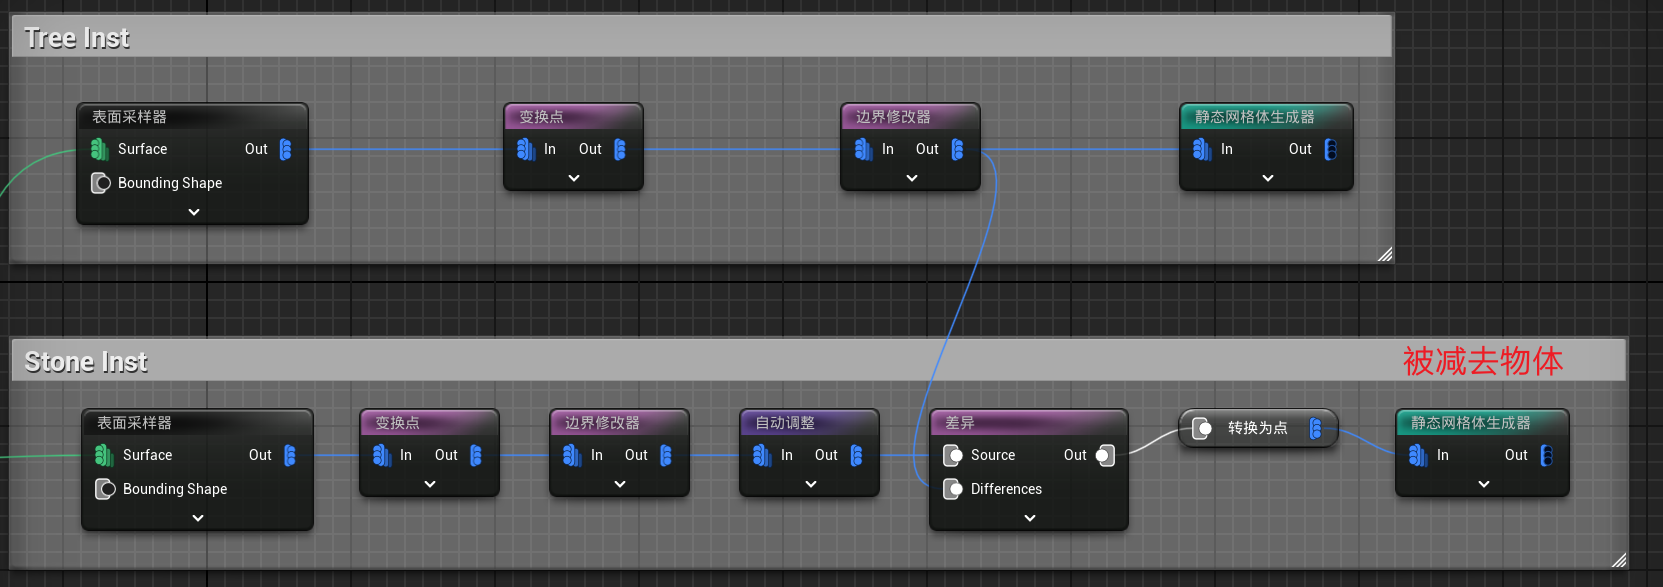 Tree Inst
表面采样器
Surface Out
Bounding Shape
变换点
In Out
边界修改器
In Out
静态网格体生成器
In Out
Stone Inst
被减去物体
表面采样器
Surface Out
Bounding Shape
变换点
In Out
边界修改器
In Out
自动调整
In Out
差异
Source Out
Differences
转换为点
静态网格体生成器
In Out